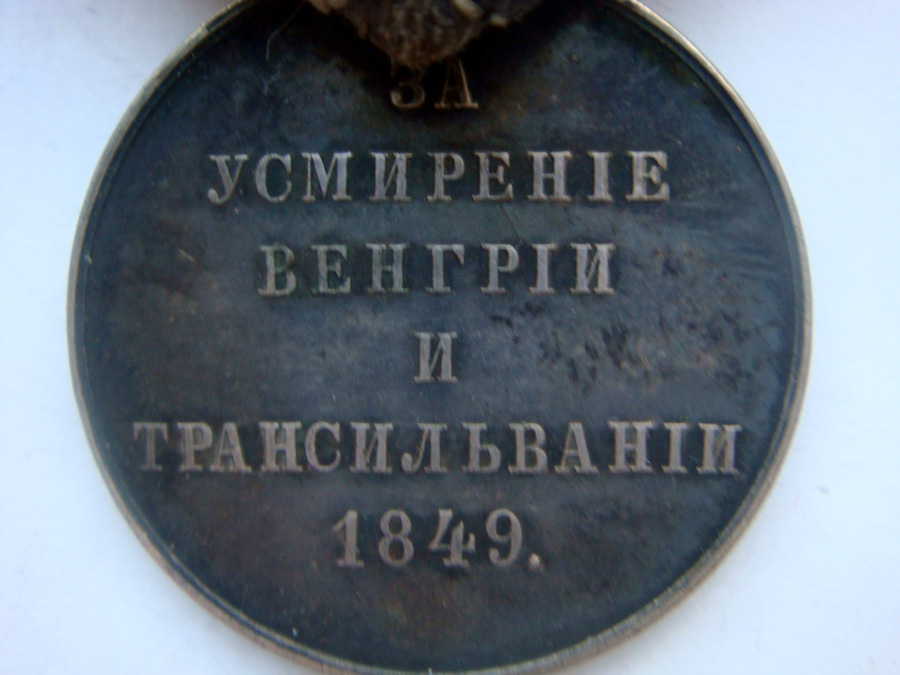 ЗА
УСМИРЕНІЕ
ВЕНГРІИ
И
ТРАНСИЛЬВАНІИ
1849.